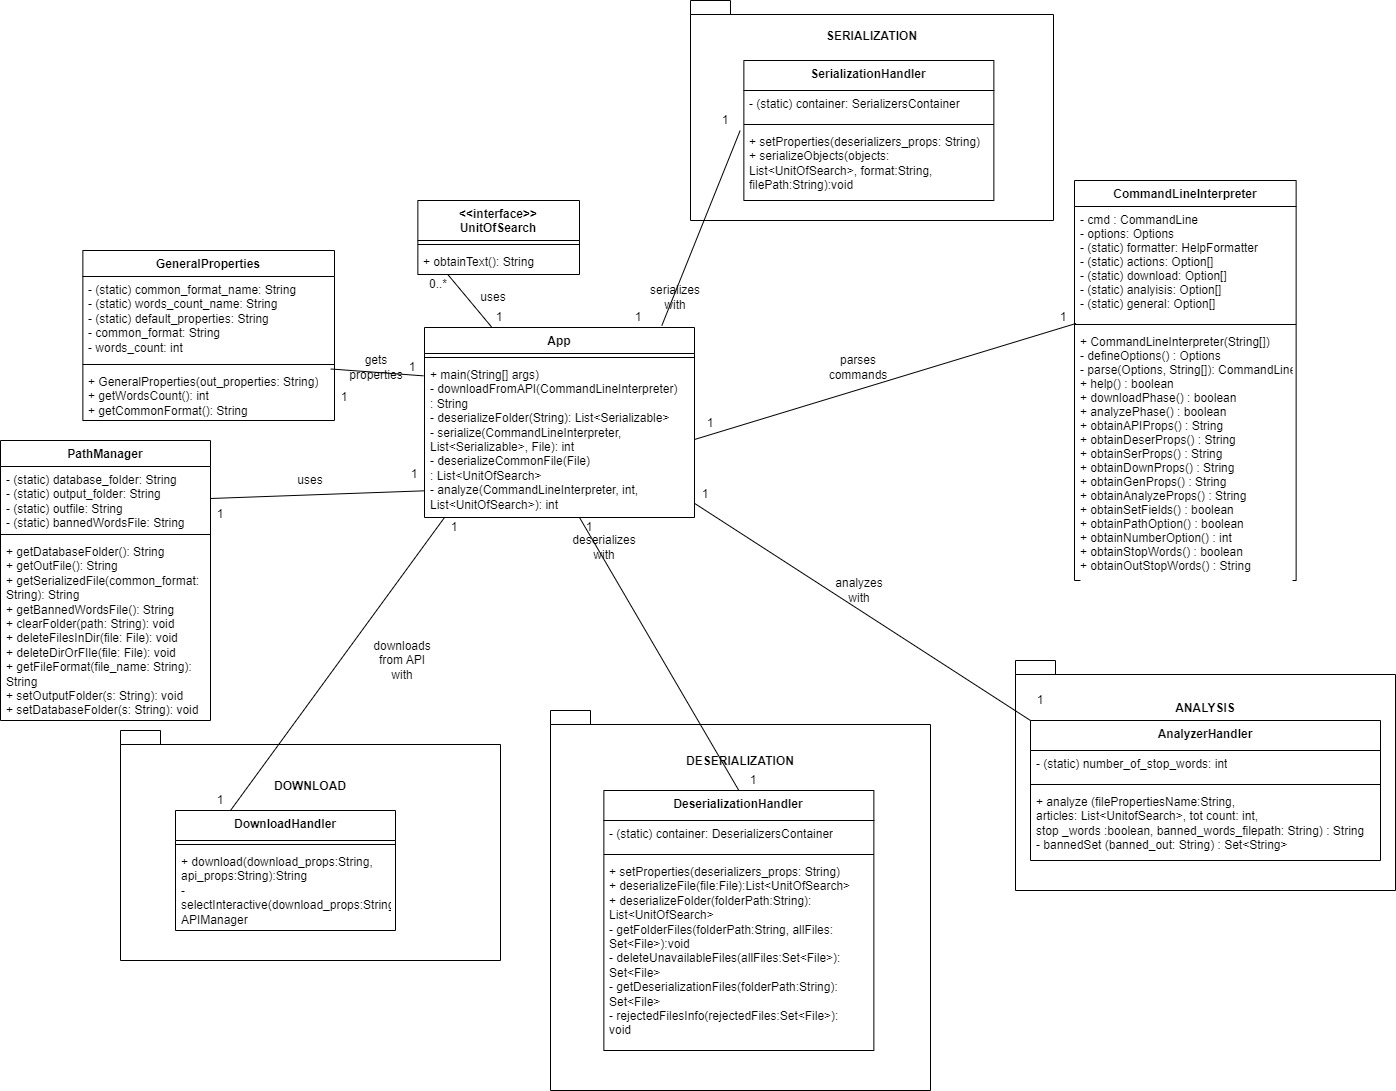 SERIALIZATION
SerializationHandler
- (static) container: SerializersContainer
+ setProperties(deserializers_props: String)
+ serializeObjects(objects:
List<UnitOfSearch>, format:String,
filePath:String):void
1
serializes
with
1
<<interface>>
UnitOfSearch
+ obtainText(): String
0..*
uses
1
CommandLineInterpreter
- cmd : CommandLine
- options: Options
- (static) formatter: HelpFormatter
- (static) actions: Option[]
- (static) download: Option[]
- (static) analyisis: Option[]
- (static) general: Option[]
+ CommandLineInterpreter(String[])
- defineOptions() : Options
- parse(Options, String[]): CommandLine
+ help() : boolean
+ downloadPhase() : boolean
+ analyzePhase() : boolean
+ obtainAPIProps() : String
+ obtainDeserProps() : String
+ obtainSerProps() : String
+ obtainDownProps() : String
+ obtainGenProps() : String
+ obtainAnalyzeProps() : String
+ obtainSetFields() : boolean
+ obtainPathOption() : boolean
+ obtainNumberOption() : int
+ obtainStopWords() : boolean
+ obtainOutStopWords() : String
1
parses
commands
1
GeneralProperties
- (static) common_format_name: String
- (static) words_count_name: String
- (static) default_properties: String
- common_format: String
- words_count: int
+ GeneralProperties(out_properties: String)
+ getWordsCount(): int
+ getCommonFormat(): String
gets
properties
1
1
App
+ main(String[] args)
- downloadFromAPI(CommandLineInterpreter)
: String
- deserializeFolder(String): List<Serializable>
- serialize(CommandLineInterpreter,
List<Serializable>, File): int
- deserializeCommonFile(File)
: List<UnitOfSearch>
- analyze(CommandLineInterpreter, int,
List<UnitOfSearch>): int
PathManager
- (static) database_folder: String
- (static) output_folder: String
- (static) outfile: String
- (static) bannedWordsFile: String
+ getDatabaseFolder(): String
+ getOutFile(): String
+ getSerializedFile(common_format:
String): String
+ getBannedWordsFile(): String
+ clearFolder(path: String): void
+ deleteFilesInDir(file: File): void
+ deleteDirOrFIle(file: File): void
+ getFileFormat(file_name: String):
String
+ setOutputFolder(s: String): void
+ setDatabaseFolder(s: String): void
uses
1
1
1
downloads
from API
with
1
DOWNLOAD
DownloadHandler
+ download(download_props:String,
api_props:String):String
-
selectInteractive(download_props:String
APIManager
1
deserializes
with
1
DESERIALIZATION
DeserializationHandler
- (static) container: DeserializersContainer
+ setProperties(deserializers_props: String)
+ deserializeFile(file:File):List<UnitOfSearch>
+ deserializeFolder(folderPath:String):
List<UnitOfSearch>
- getFolderFiles(folderPath:String, allFiles:
Set<File>):void
- deleteUnavailableFiles(allFiles:Set<File>):
Set<File>
- getDeserializationFiles(folderPath:String):
Set<File>
- rejectedFilesInfo(rejectedFiles:Set<File>):
void
1
analyzes
with
1
ANALYSIS
AnalyzerHandler
- (static) number_of_stop_words: int
+ analyze (filePropertiesName:String,
articles: List<UnitofSearch>, tot count: int,
stop _words :boolean, banned_words_filepath: String) : String
- bannedSet (banned_out: String) : Set<String>